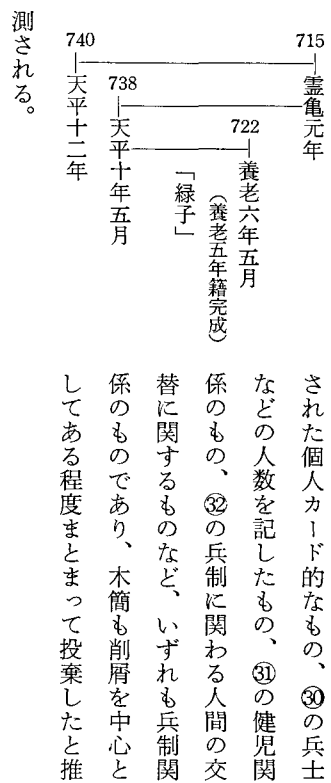 された個人カード的なもの、㉚の兵士
などの人数を記したもの、㉛の健児関
係のもの、㉜の兵制に関わる人間の交
替に関するものなど、いずれも兵制関
係のものであり、木簡も削屑を中心と
してある程度まとまって投棄したと推
715
霊亀元年
722
養老六年五月
（養老五年籍完成）
「緑子」
738
天平十年五月
740
天平十二年
測される。